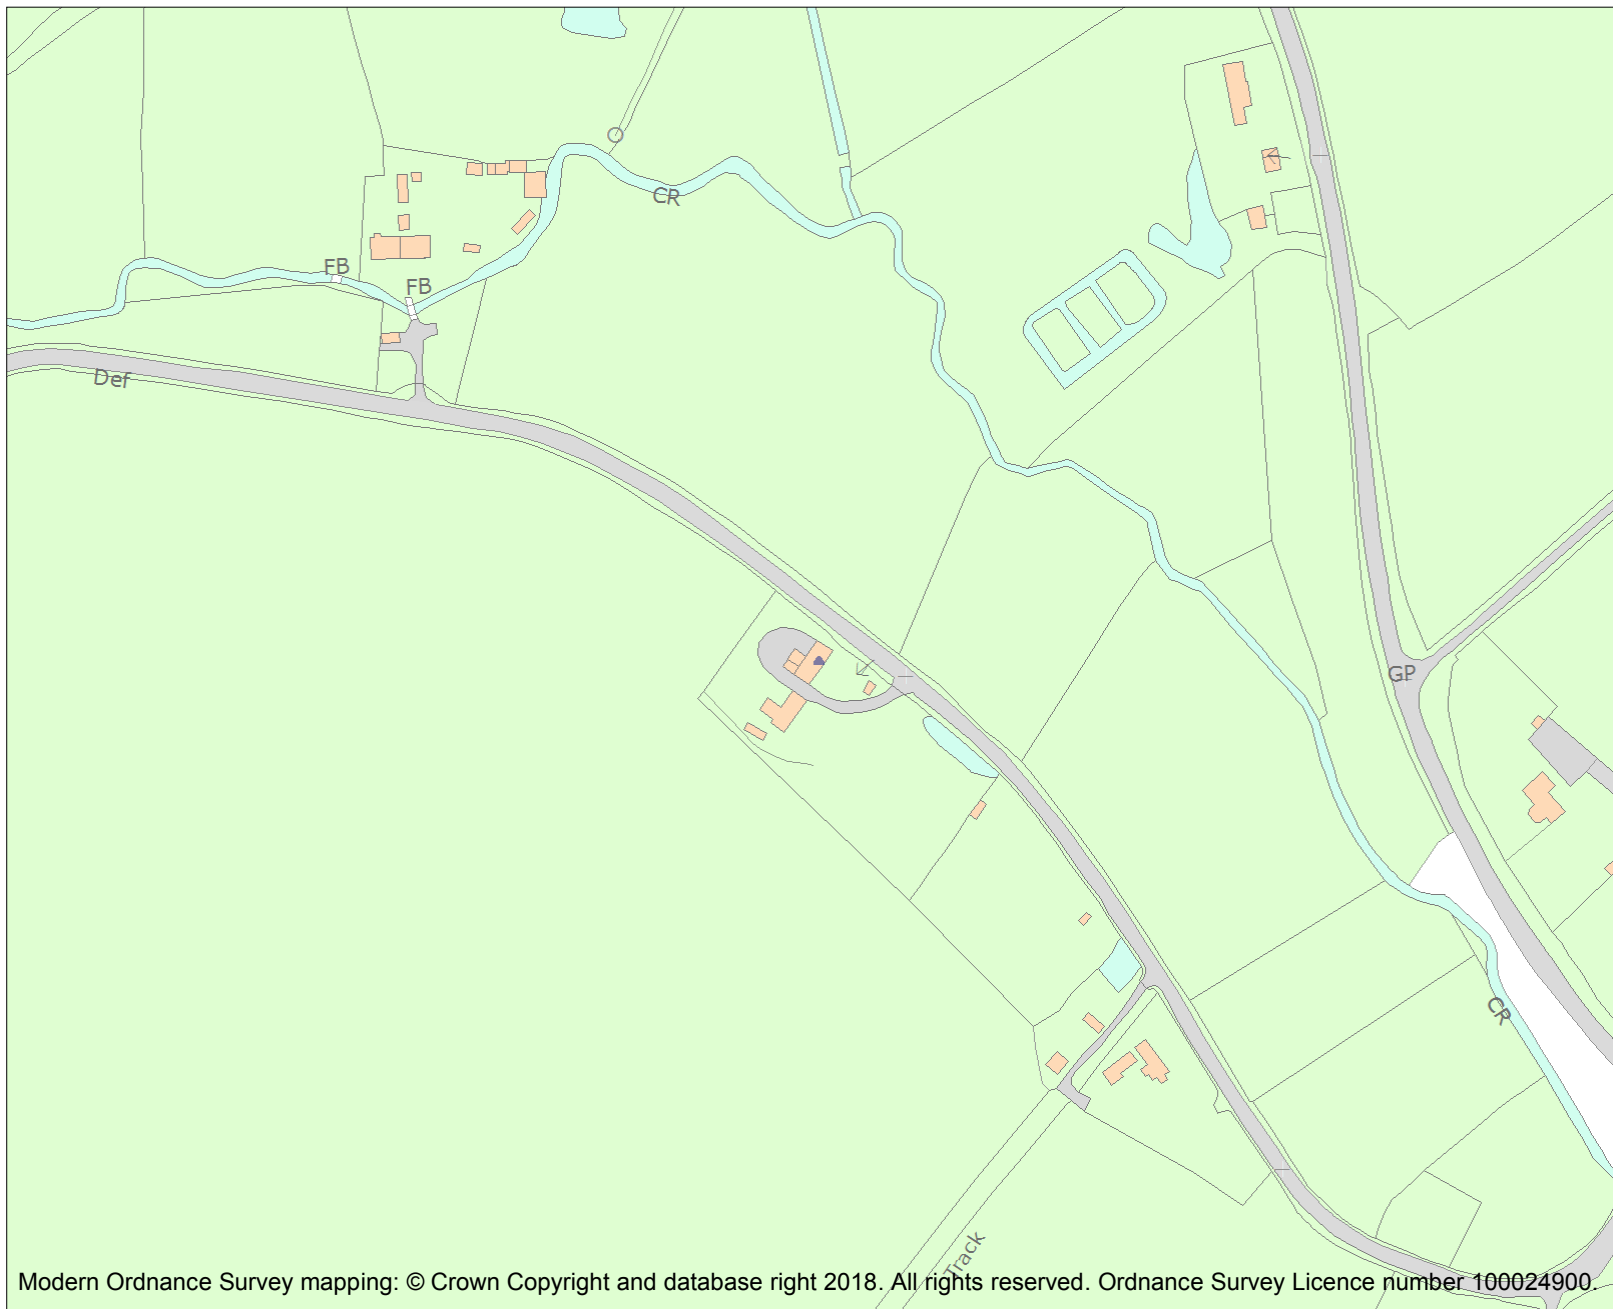 CR
FB
FB
Def
GP
CR
Track
Modern Ordnance Survey mapping: © Crown Copyright and database right 2018. All rights reserved. Ordnance Survey Licence number 100024900.